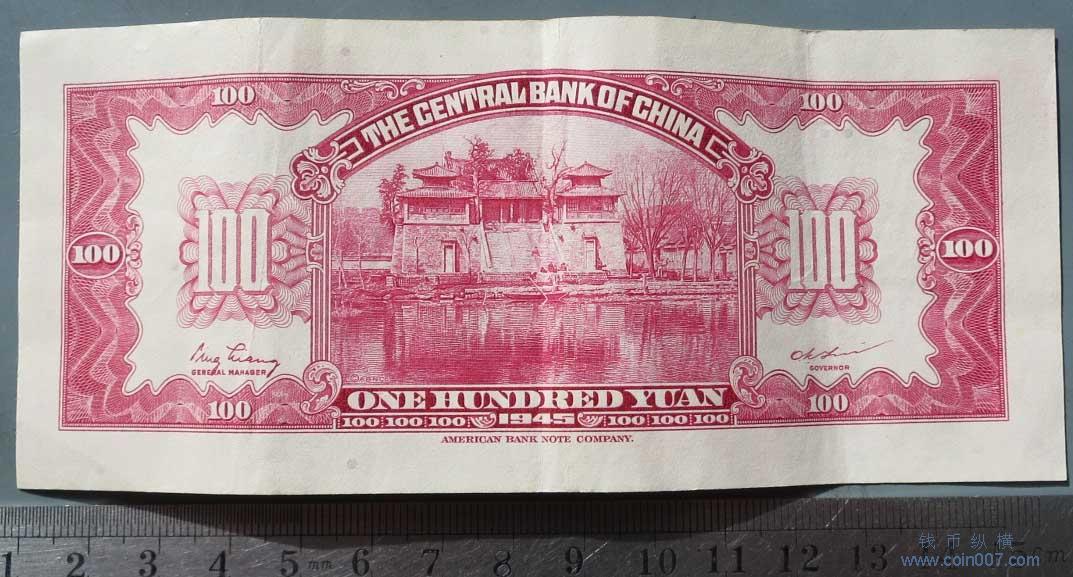 100 100
THE CENTRAL BANK OF CHINA
100 100
100 100
GENERAL MANAGER GOVERNOR
100 100
ONE HUNDRED YUAN
100 100 100 1945 100 100 100
AMERICAN BANK NOTE COMPANY.
1 2 3 4 5 mm 6 7 8 9 10 11 12 13
钱币纵横
www.coin007.com